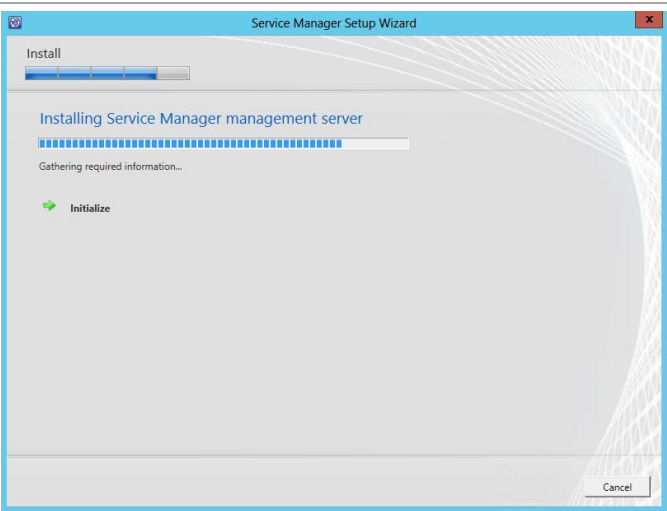 Service Manager Setup Wizard
x
Install
Installing Service Manager management server
Gathering required information...
Initialize
Cancel